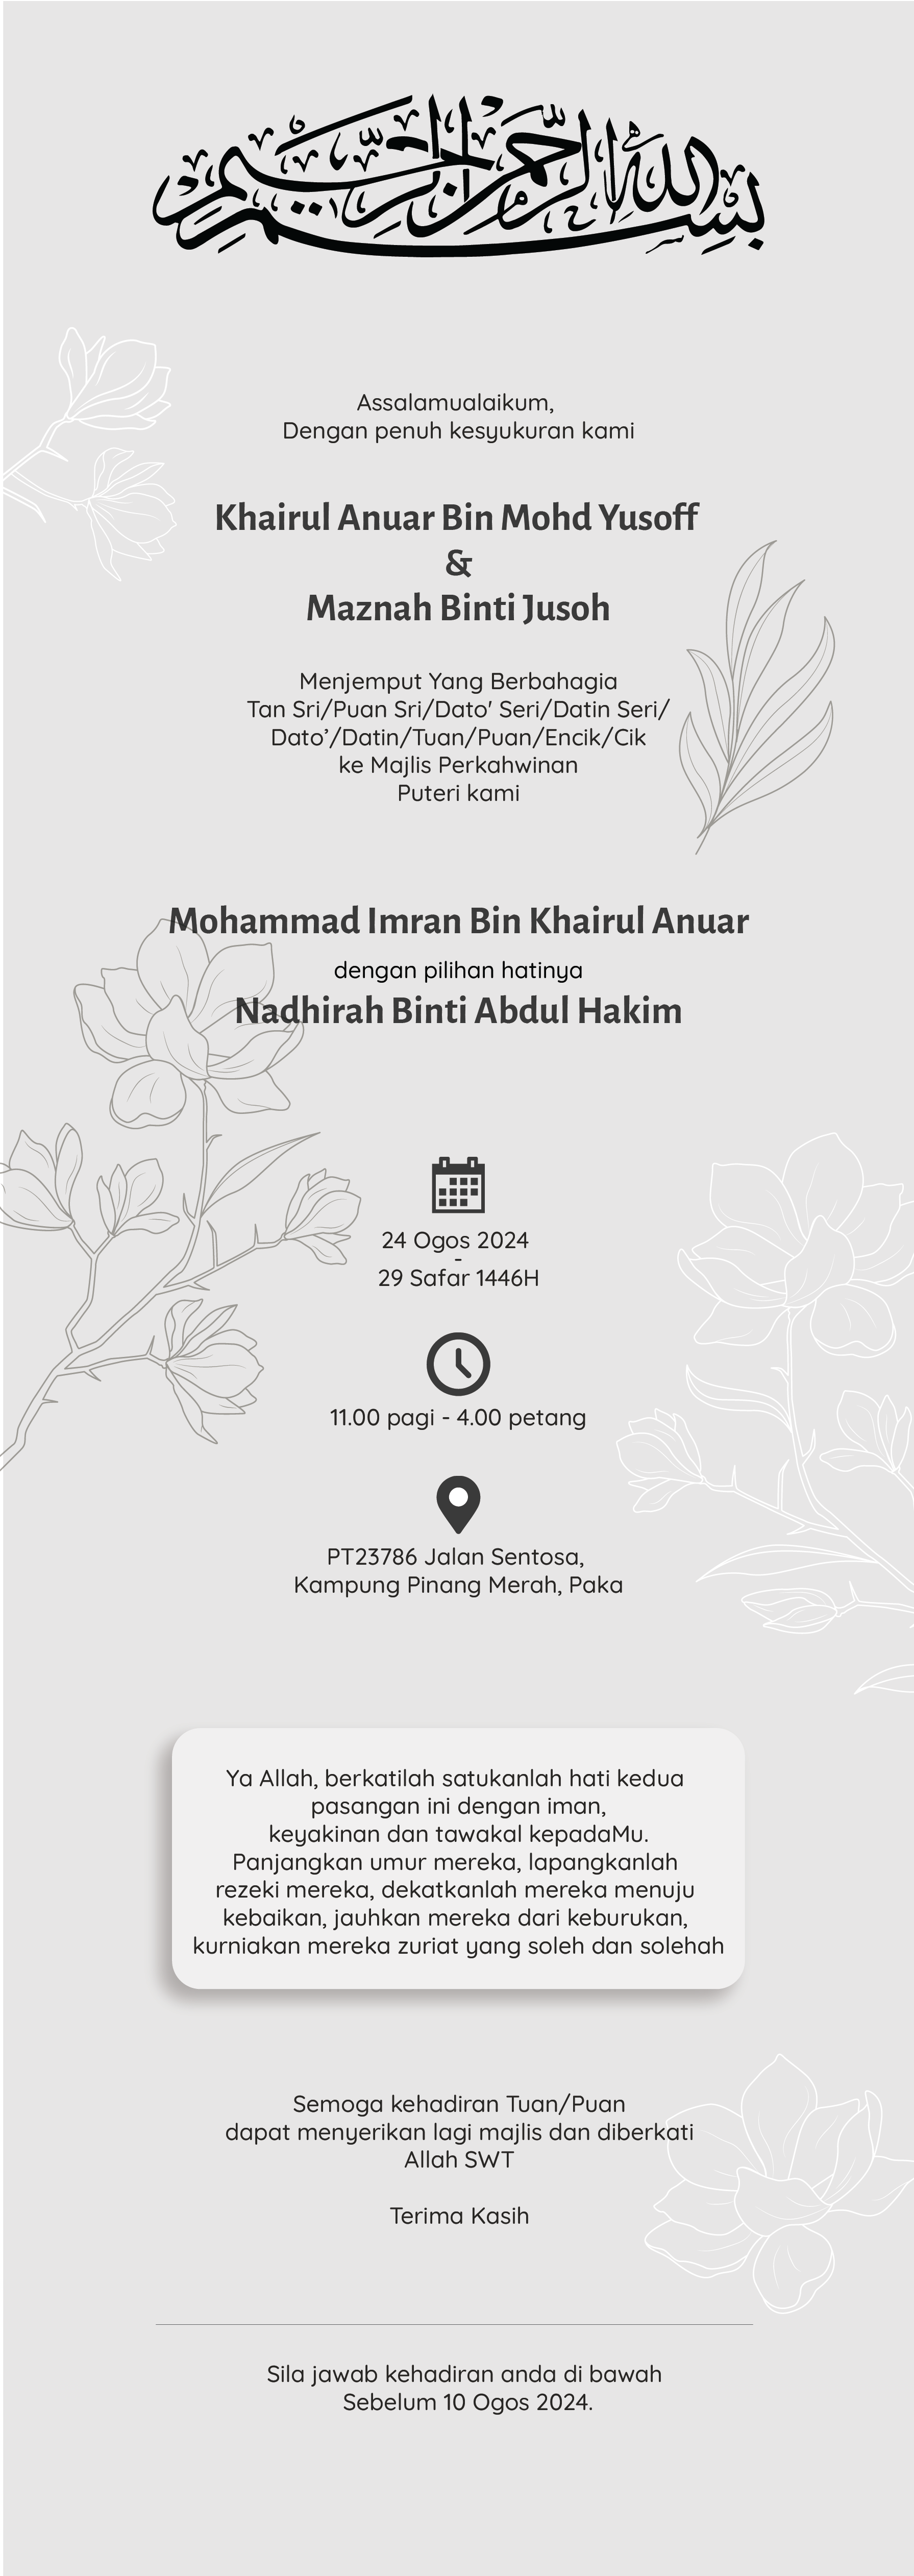 بسم الله الرحمن الرحيم
Assalamualaikum,
Dengan penuh kesyukuran kami
Khairul Anuar Bin Mohd Yusoff
&
Maznah Binti Jusoh
Menjemput Yang Berbahagia
Tan Sri/Puan Sri/Dato' Seri/Datin Seri/
Dato’/Datin/Tuan/Puan/Encik/Cik
ke Majlis Perkahwinan
Puteri kami
Mohammad Imran Bin Khairul Anuar
dengan pilihan hatinya
Nadhirah Binti Abdul Hakim
24 Ogos 2024
-
29 Safar 1446H
11.00 pagi - 4.00 petang
PT23786 Jalan Sentosa,
Kampung Pinang Merah, Paka
Ya Allah, berkatilah satukanlah hati kedua
pasangan ini dengan iman,
keyakinan dan tawakal kepadaMu.
Panjangkan umur mereka, lapangkanlah
rezeki mereka, dekatkanlah mereka menuju
kebaikan, jauhkan mereka dari keburukan,
kurniakan mereka zuriat yang soleh dan solehah
Semoga kehadiran Tuan/Puan
dapat menyerikan lagi majlis dan diberkati
Allah SWT
Terima Kasih
Sila jawab kehadiran anda di bawah
Sebelum 10 Ogos 2024.